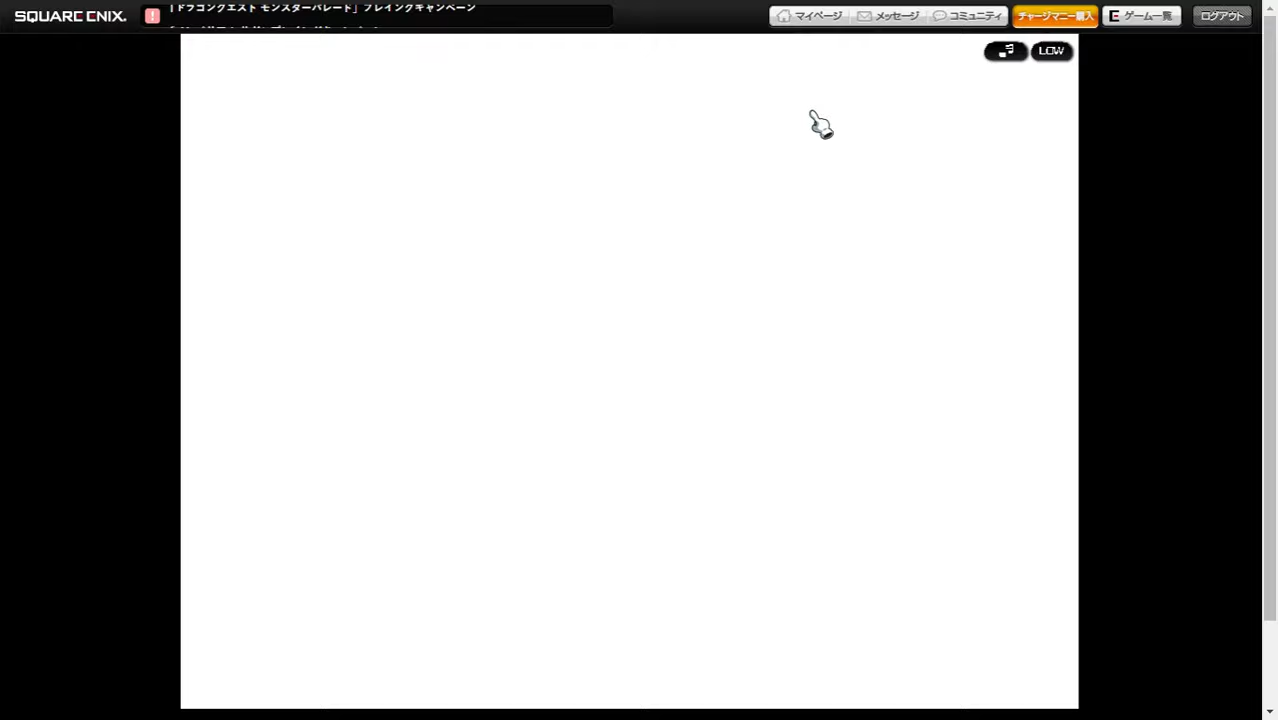 SQUARE ENIX.
「ドラゴンクエスト モンスターパレード」プレイングキャンペーン
マイページ
メッセージ
コミュニティ
チャージマニー購入
ゲーム一覧
ログアウト
LOW